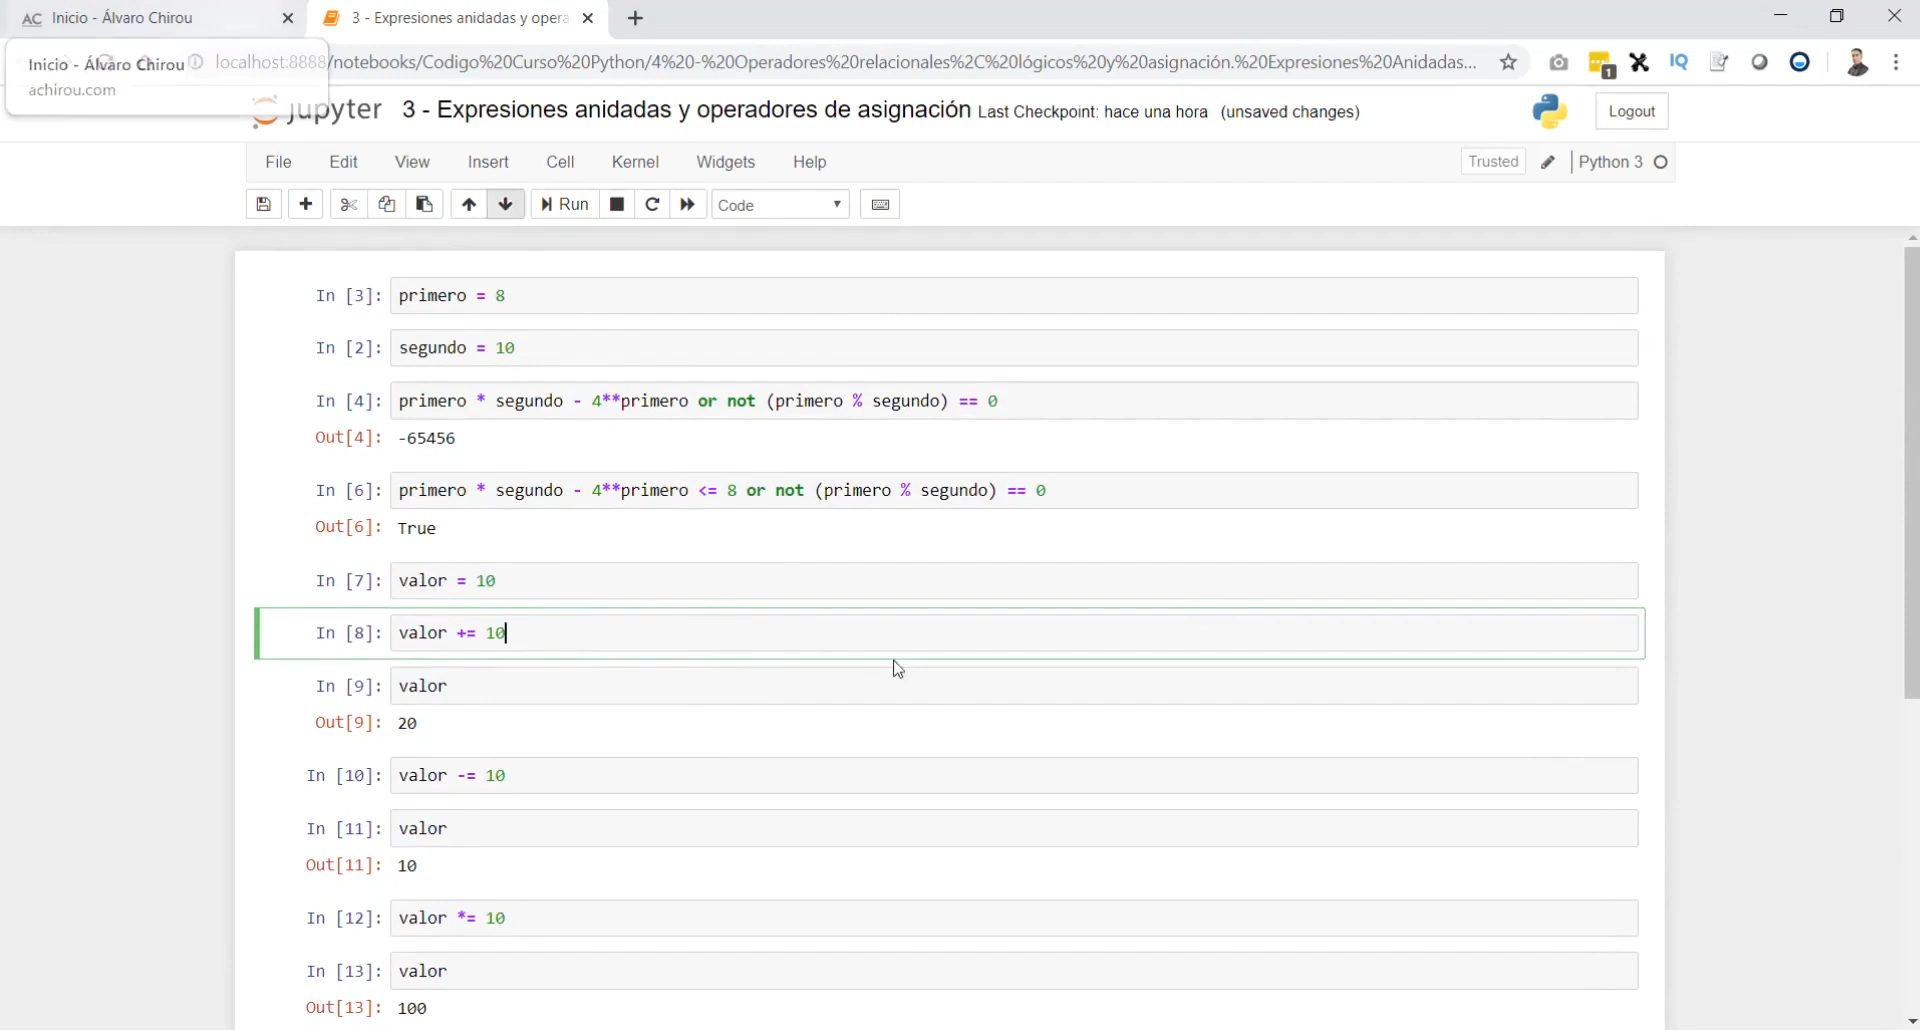 AC Inicio - Álvaro Chirou
3 - Expresiones anidadas y opera
Inicio - Álvaro Chirou
achirou.com
localhost:8888/notebooks/Codigo%20Curso%20Python/4%20-%20Operadores%20relacionales%2C%20lógicos%20y%20asignación.%20Expresiones%20Anidadas...
1
IQ
jupyter 3 - Expresiones anidadas y operadores de asignación Last Checkpoint: hace una hora (unsaved changes)
Logout
File Edit View Insert Cell Kernel Widgets Help
Trusted
Python 3
Run
Code
In [3]: primero = 8
In [2]: segundo = 10
In [4]: primero * segundo - 4**primero or not (primero % segundo) == 0
Out[4]: -65456
In [6]: primero * segundo - 4**primero <= 8 or not (primero % segundo) == 0
Out[6]: True
In [7]: valor = 10
In [8]: valor += 10
In [9]: valor
Out[9]: 20
In [10]: valor -= 10
In [11]: valor
Out[11]: 10
In [12]: valor *= 10
In [13]: valor
Out[13]: 100